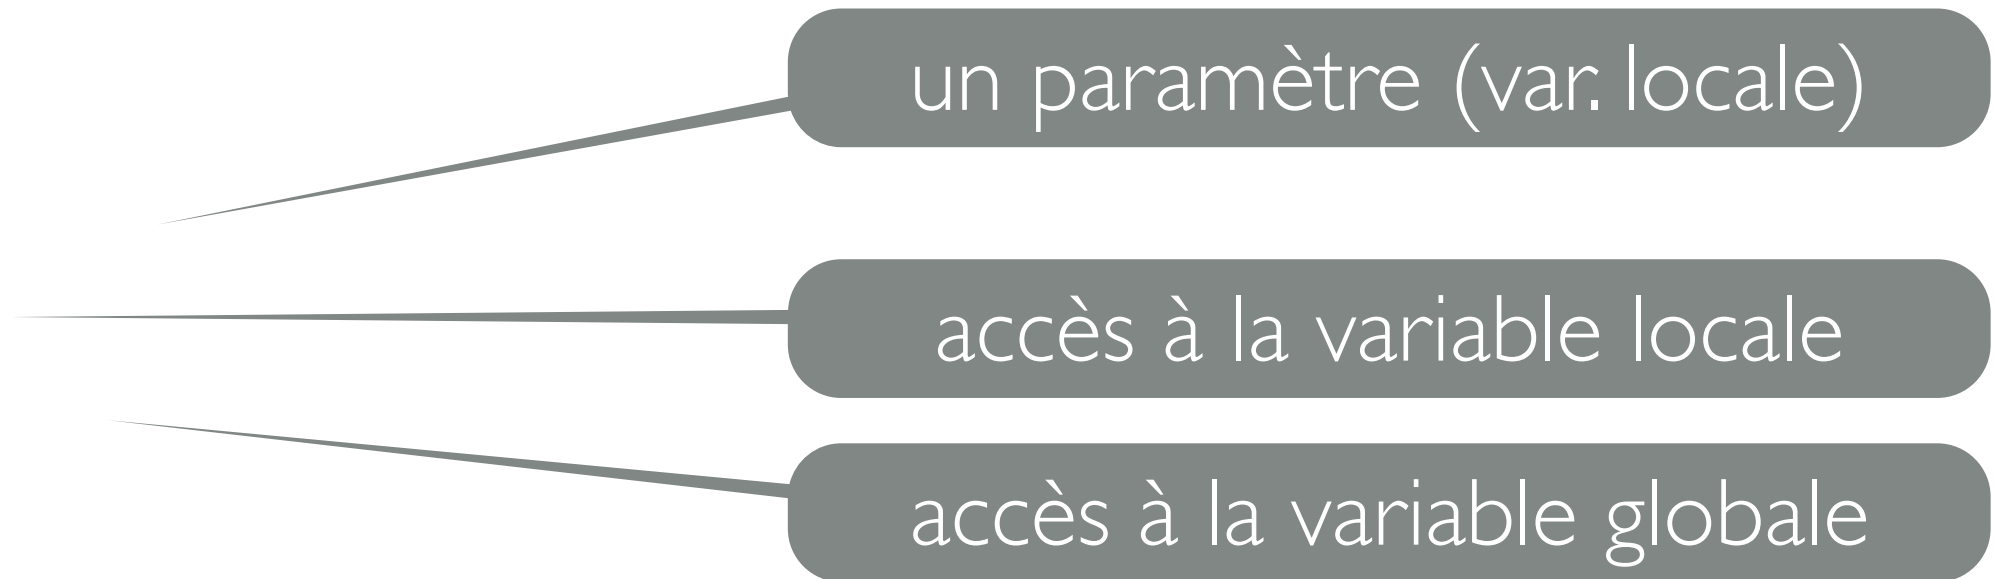 un paramètre (var. locale)
accès à la variable locale
accès à la variable globale